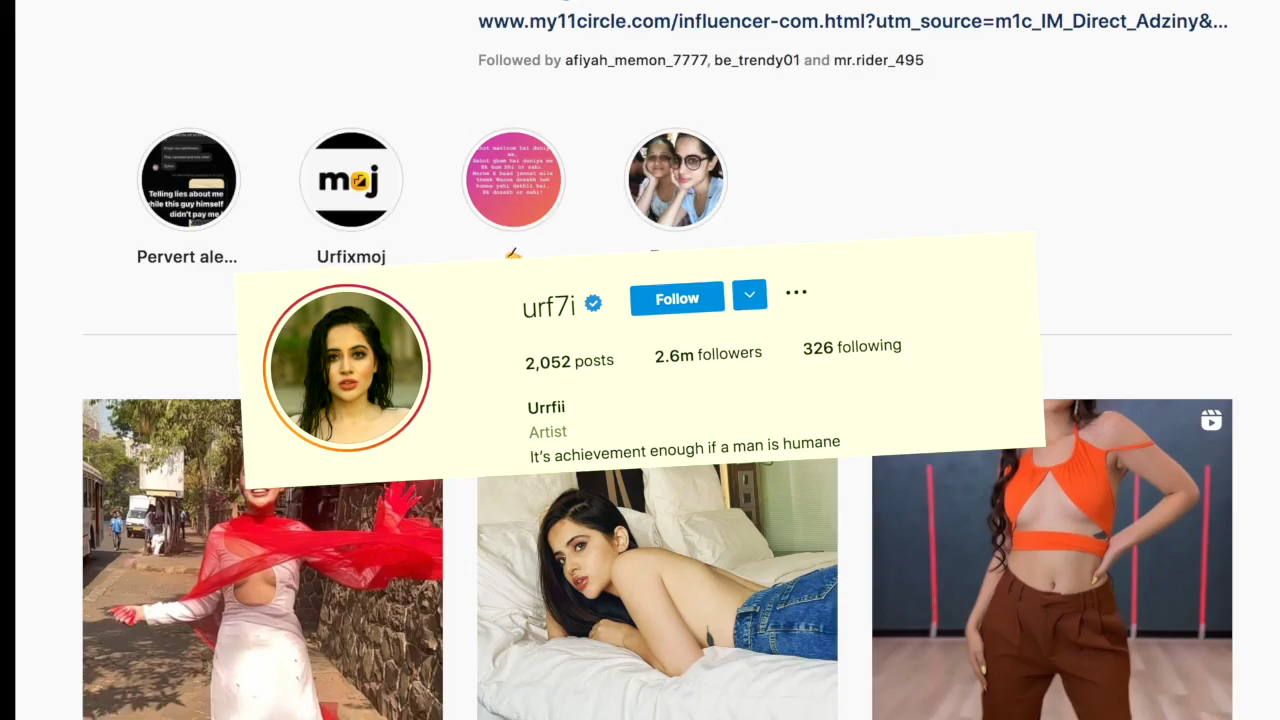 www.my11circle.com/influencer-com.html?utm_source=m1c_IM_Direct_Adziny&...
Followed by afiyah_memon_7777, be_trendy01 and mr.rider_495
moj
Telling lies about me
while this guy himself
didn't pay me
Pervert ale...
Urfixmoj
✍️
urf7i
Follow
...
2,052 posts
2.6m followers
326 following
Urrfii
Artist
It's achievement enough if a man is humane